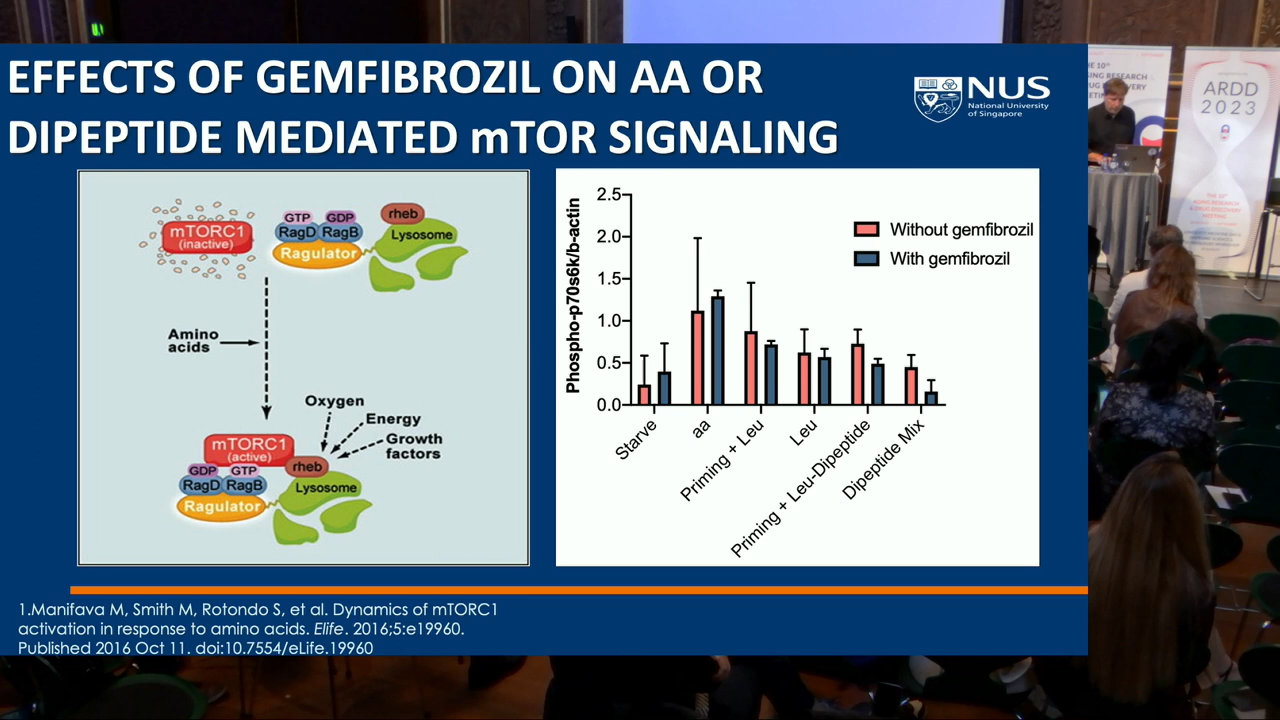 EFFECTS OF GEMFIBROZIL ON AA OR
DIPEPTIDE MEDIATED mTOR SIGNALING
NUS
National University
of Singapore
mTORC1
(inactive)
GTP
GDP
RagD
RagB
Ragulator
rheb
Lysosome
Amino
acids
Oxygen
Energy
Growth
factors
mTORC1
(active)
GDP
GTP
rheb
RagD
RagB
Lysosome
Ragulator
Phospho-p70s6k/b-actin
2.5
2.0
1.5
1.0
0.5
0.0
Without gemfibrozil
With gemfibrozil
Starve
aa
Priming + Leu
Leu
Priming + Leu-Dipeptide
Dipeptide Mix
1.Manifava M, Smith M, Rotondo S, et al. Dynamics of mTORC1
activation in response to amino acids. Elife. 2016;5:e19960.
Published 2016 Oct 11. doi:10.7554/eLife.19960
ARDD
2023